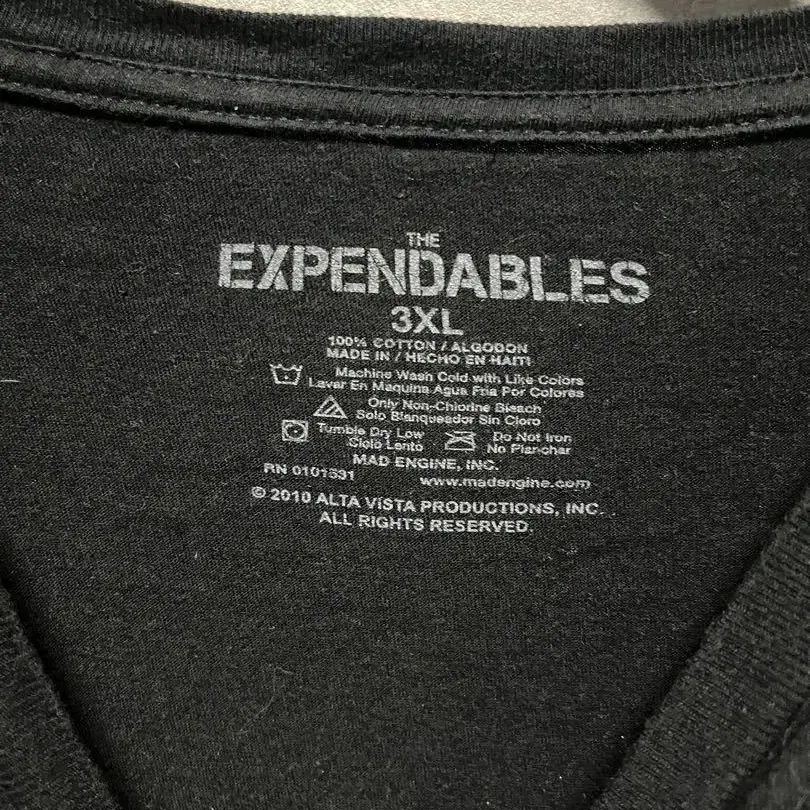 THE
EXPENDABLES
3XL
100% COTTON / ALGODON
MADE IN / HECHO EN HAITI
Machine Wash Cold with Like Colors
Lavar En Maquina Agua Fria Por Colores
Only Non-Chlorine Bleach
Solo Blanqueador Sin Cloro
Tumble Dry Low
Ciclo Lento
Do Not Iron
No Planchar
MAD ENGINE, INC.
RN 0101531
www.madengine.com
© 2010 ALTA VISTA PRODUCTIONS, INC.
ALL RIGHTS RESERVED.